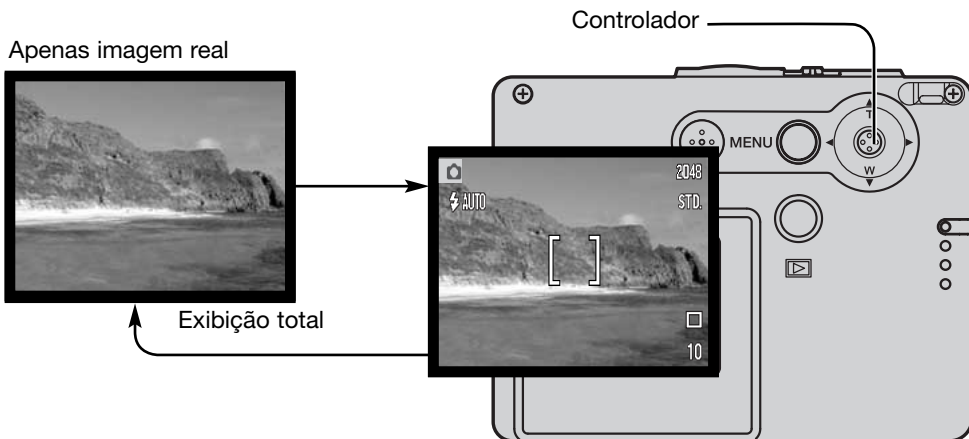 Controlador
Apenas imagem real
MENU
T
W
2048
AUTO
STD.
Exibição total
10